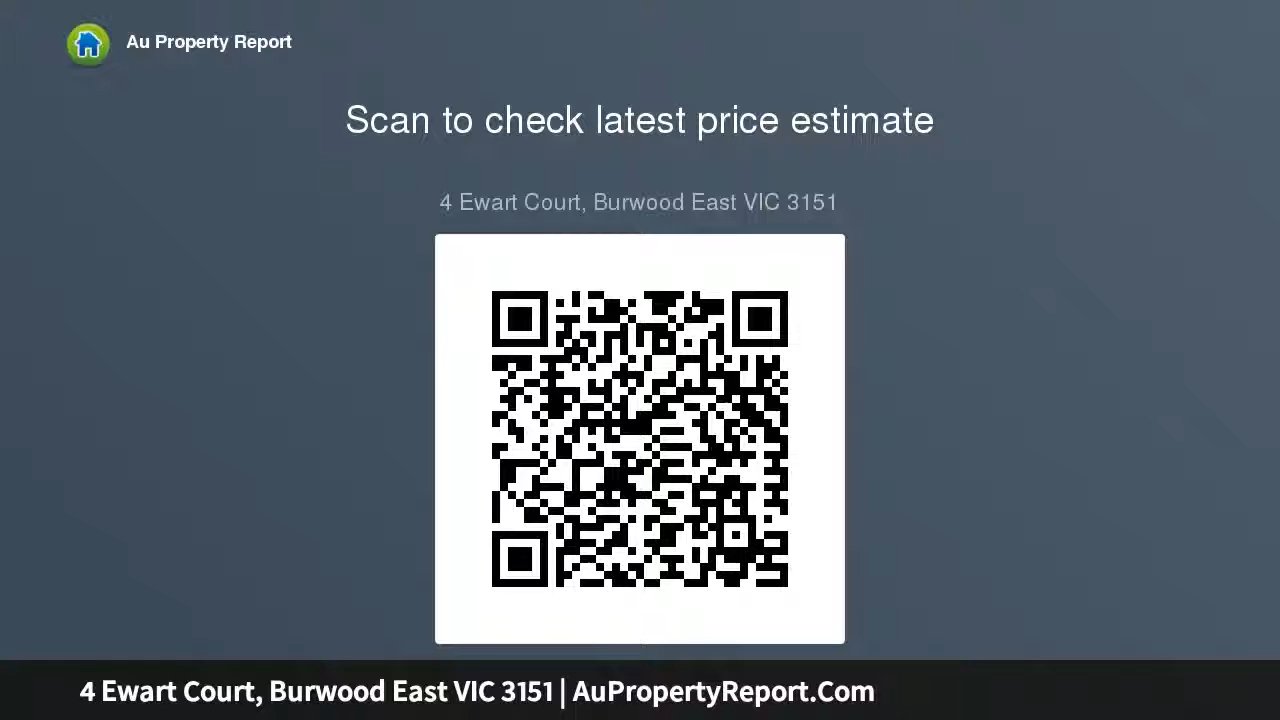 Au Property Report
Scan to check latest price estimate
4 Ewart Court, Burwood East VIC 3151
4 Ewart Court, Burwood East VIC 3151 | AuPropertyReport.Com